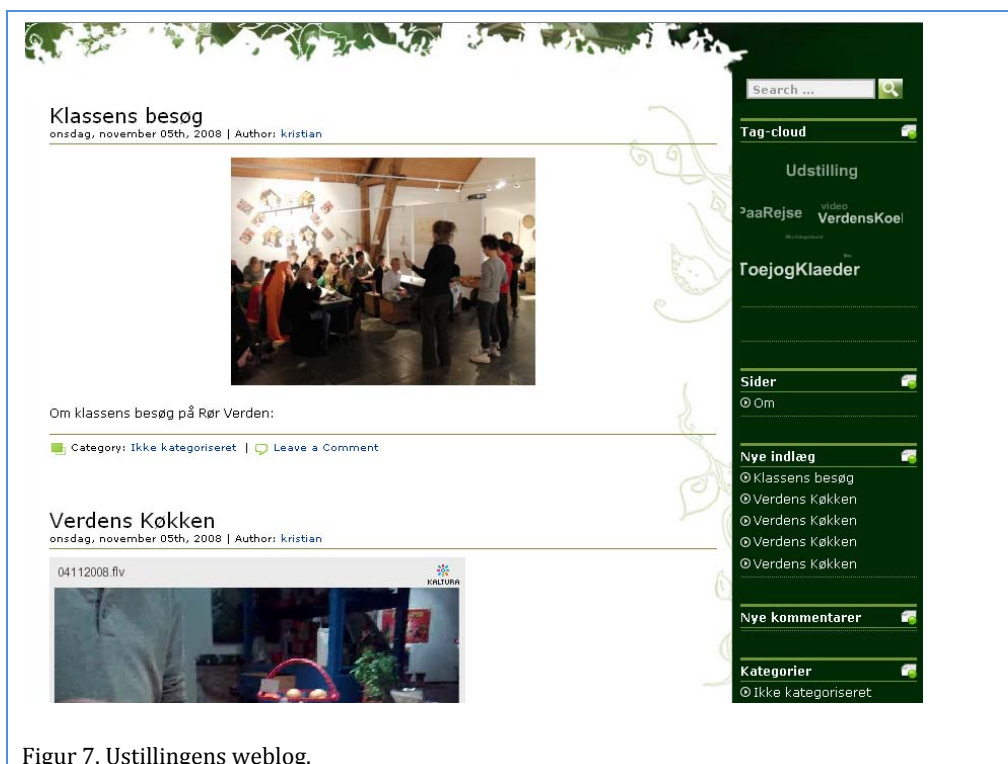 Klassens besøg
onsdag, november 05th, 2008 | Author: kristian
Om klassens besøg på Rør Verden:
Category: Ikke kategoriseret | Leave a Comment
Verdens Køkken
onsdag, november 05th, 2008 | Author: kristian
04112008.flv
KALTURA
Search ...
Tag-cloud
Udstilling
PaaRejse
video
VerdensKoel
ToejogKlaeder
Sider
Om
Nye indlæg
Klassens besøg
Verdens Køkken
Verdens Køkken
Verdens Køkken
Verdens Køkken
Nye kommentarer
Kategorier
Ikke kategoriseret
Figur 7. Ustillingens weblog.